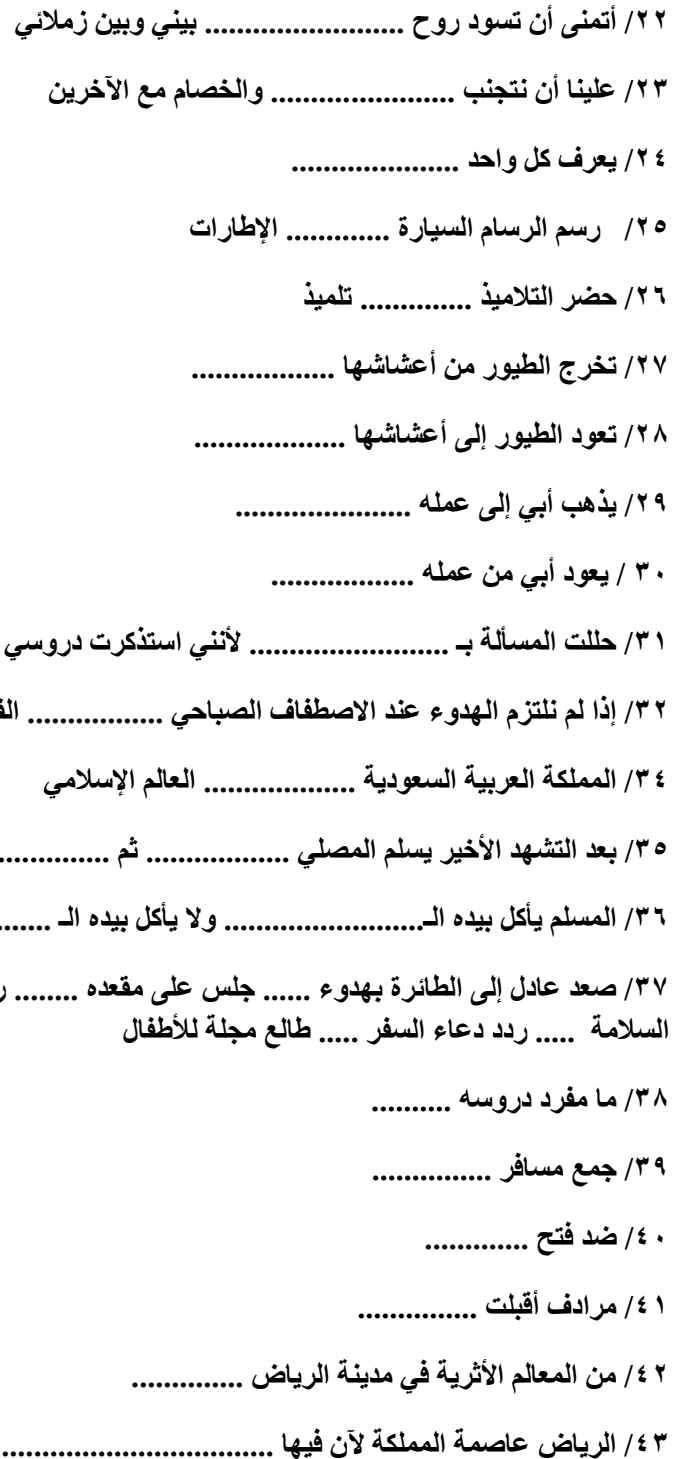 ٢٢/ أتمنى أن تسود روح ......................... بيني وبين زملائي
٢٣/ علينا أن نتجنب ....................... والخصام مع الآخرين
٢٤/ يعرف كل واحد .....................
٢٥/ رسم الرسام السيارة ............. الإطارات
٢٦/ حضر التلاميذ .............. تلميذ
٢٧/ تخرج الطيور من أعشاشها ..................
٢٨/ تعود الطيور إلى أعشاشها ...................
٢٩/ يذهب أبي إلى عمله ......................
٣٠ / يعود أبي من عمله ..................
٣١/ حللت المسألة بـ ......................... لأنني استذكرت دروسي
٣٢/ إذا لم نلتزم الهدوء عند الاصطفاف الصباحي .................
٣٤/ المملكة العربية السعودية ................... العالم الإسلامي
٣٥/ بعد التشهد الأخير يسلم المصلي .................. ثم ..............
٣٦/ المسلم يأكل بيده الـ......................... ولا يأكل بيده الـ .......
٣٧/ صعد عادل إلى الطائرة بهدوء ...... جلس على مقعده ........
السلامة ..... ردد دعاء السفر ..... طالع مجلة للأطفال
٣٨/ ما مفرد دروسه ..........
٣٩/ جمع مسافر ...............
٤٠/ ضد فتح .............
٤١/ مرادف أقبلت ...............
٤٢/ من المعالم الأثرية في مدينة الرياض ..............
٤٣/ الرياض عاصمة المملكة لآن فيها ..................................